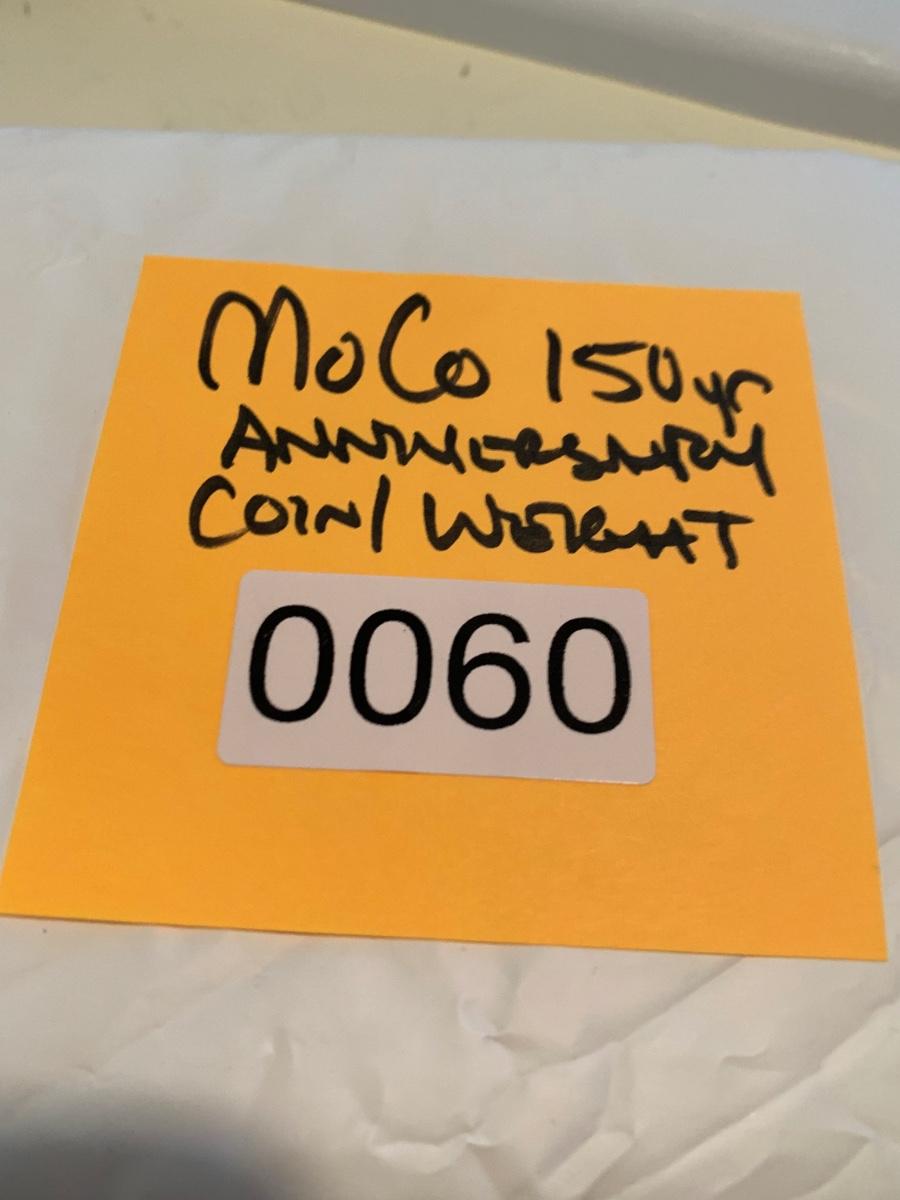 MoCo 150yr
ANNIVERSARY
COIN/ WEIGHT
0060